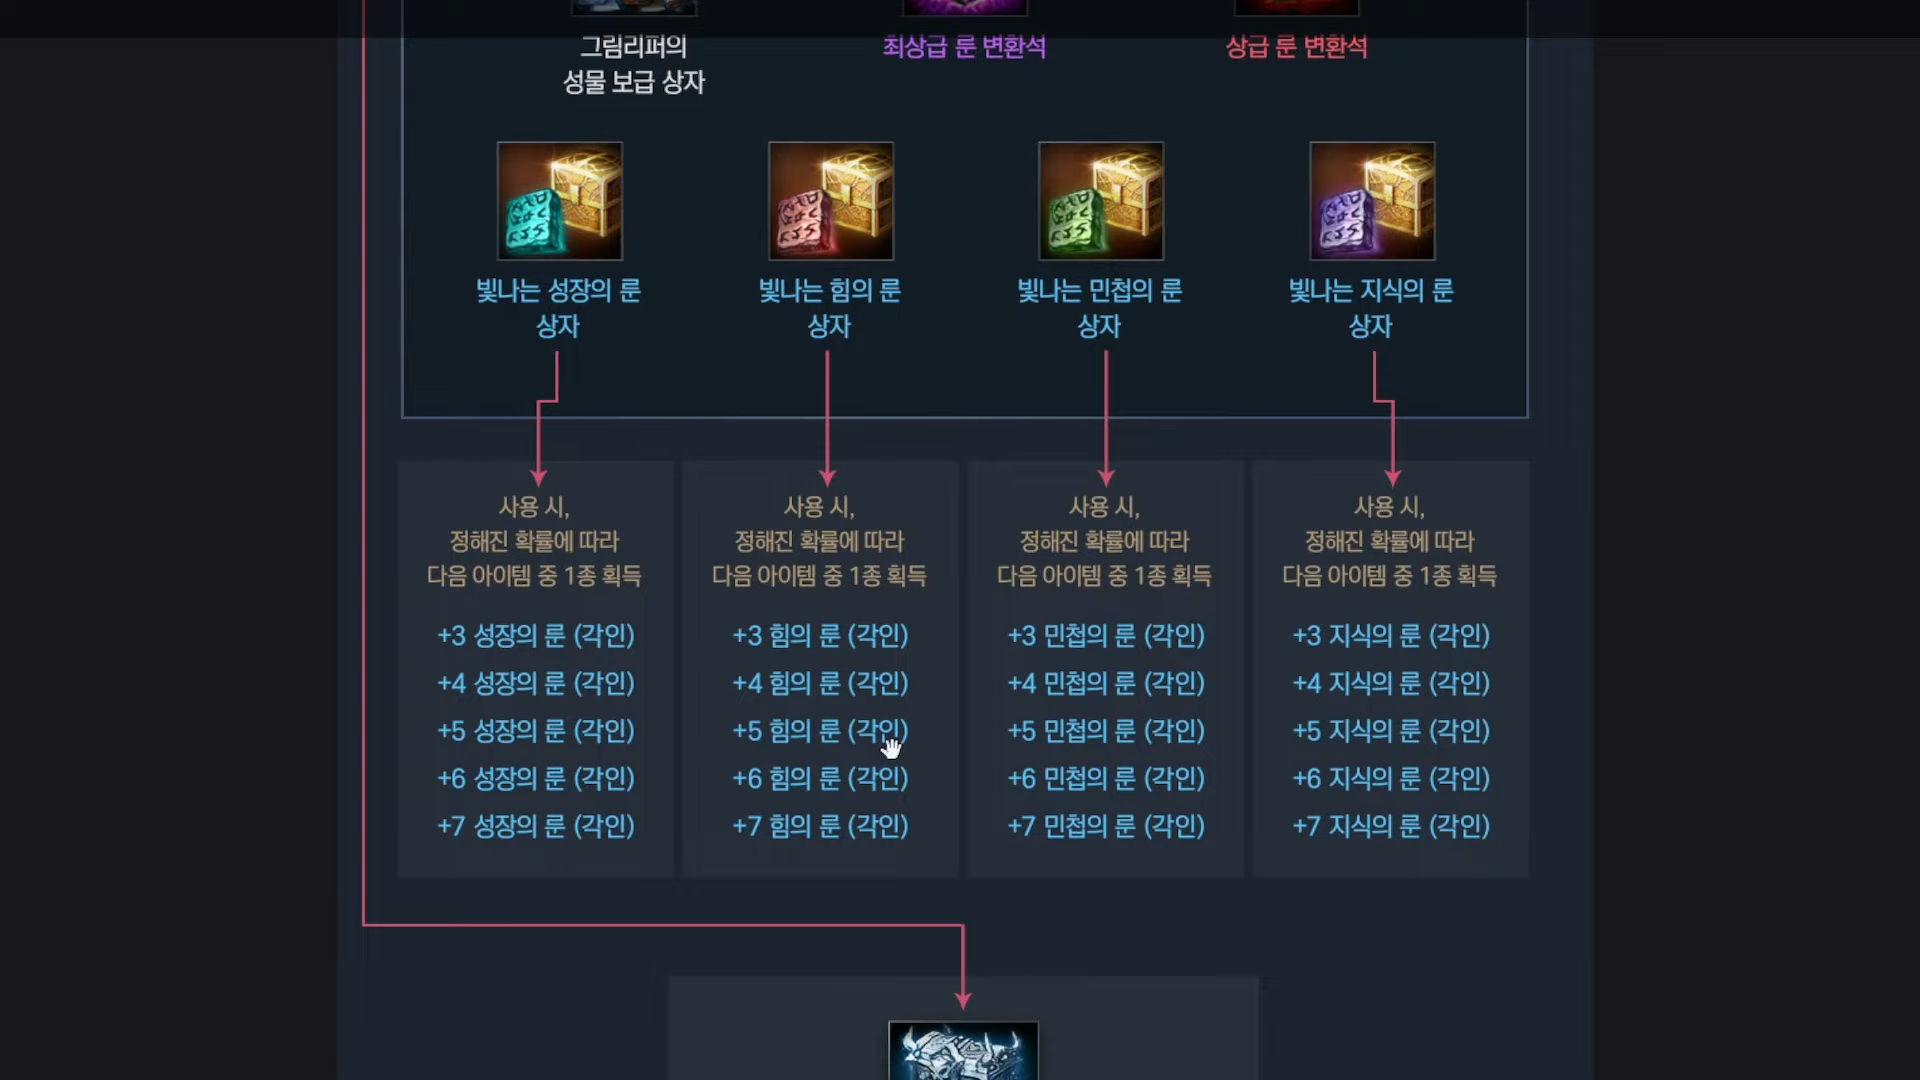 그림리퍼의
성물 보급 상자
최상급 룬 변환석
상급 룬 변환석
빛나는 성장의 룬
상자
빛나는 힘의 룬
상자
빛나는 민첩의 룬
상자
빛나는 지식의 룬
상자
사용 시,
정해진 확률에 따라
다음 아이템 중 1종 획득
+3 성장의 룬 (각인)
+4 성장의 룬 (각인)
+5 성장의 룬 (각인)
+6 성장의 룬 (각인)
+7 성장의 룬 (각인)
사용 시,
정해진 확률에 따라
다음 아이템 중 1종 획득
+3 힘의 룬 (각인)
+4 힘의 룬 (각인)
+5 힘의 룬 (각인)
+6 힘의 룬 (각인)
+7 힘의 룬 (각인)
사용 시,
정해진 확률에 따라
다음 아이템 중 1종 획득
+3 민첩의 룬 (각인)
+4 민첩의 룬 (각인)
+5 민첩의 룬 (각인)
+6 민첩의 룬 (각인)
+7 민첩의 룬 (각인)
사용 시,
정해진 확률에 따라
다음 아이템 중 1종 획득
+3 지식의 룬 (각인)
+4 지식의 룬 (각인)
+5 지식의 룬 (각인)
+6 지식의 룬 (각인)
+7 지식의 룬 (각인)